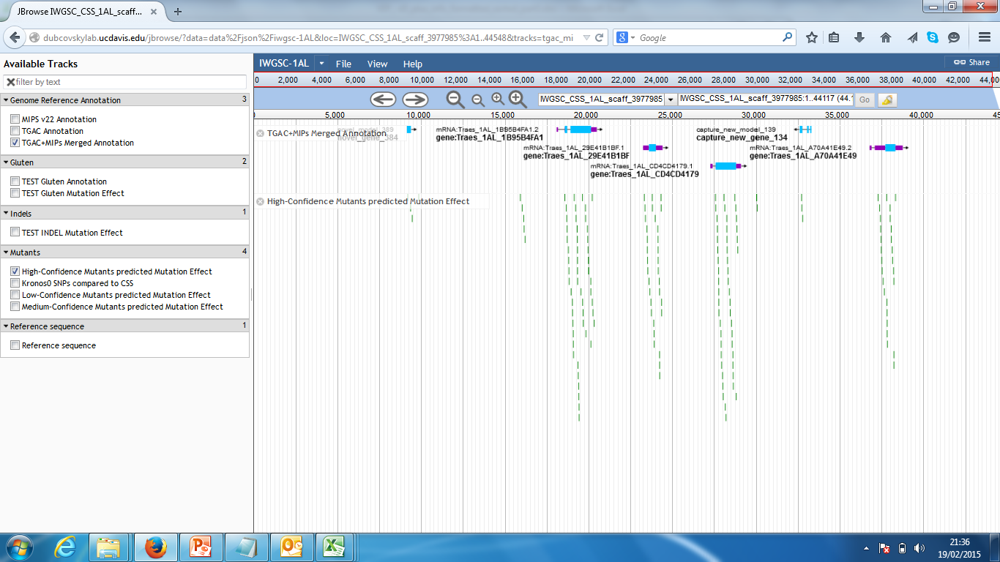 JBrowse IWGSC_CSS_1AL_scaff...
dubcovskylab.ucdavis.edu/jbrowse/?data=data%2Fjson%2Fiwgsc-1AL&loc=IWGSC_CSS_1AL_scaff_3977985%3A1..44548&tracks=tgac_mi
Google
Available Tracks
filter by text
Genome Reference Annotation 3
MIPS v22 Annotation
TGAC Annotation
TGAC+MIPs Merged Annotation
Gluten 2
TEST Gluten Annotation
TEST Gluten Mutation Effect
Indels 1
TEST INDEL Mutation Effect
Mutants 4
High-Confidence Mutants predicted Mutation Effect
Kronos0 SNPs compared to CSS
Low-Confidence Mutants predicted Mutation Effect
Medium-Confidence Mutants predicted Mutation Effect
Reference sequence 1
Reference sequence
IWGSC-1AL File View Help Share
0 2,000 4,000 6,000 8,000 10,000 12,000 14,000 16,000 18,000 20,000 22,000 24,000 26,000 28,000 30,000 32,000 34,000 36,000 38,000 40,000 42,000 44,000
IWGSC_CSS_1AL_scaff_3977985 IWGSC_CSS_1AL_scaff_3977985:1..44117 (44.1 Go
5,000 10,000 15,000 20,000 25,000 30,000 35,000 40,000 45
TGAC+MIPs Merged Annotation
novel_model_389
novel_gene_384
mRNA:Traes_1AL_1B95B4FA1.2
gene:Traes_1AL_1B95B4FA1
capture_new_model_139
capture_new_gene_134
mRNA:Traes_1AL_29E41B1BF.1
gene:Traes_1AL_29E41B1BF
mRNA:Traes_1AL_A70A41E49.2
gene:Traes_1AL_A70A41E49
mRNA:Traes_1AL_CD4CD4179.1
gene:Traes_1AL_CD4CD4179
High-Confidence Mutants predicted Mutation Effect
21:36
19/02/2015